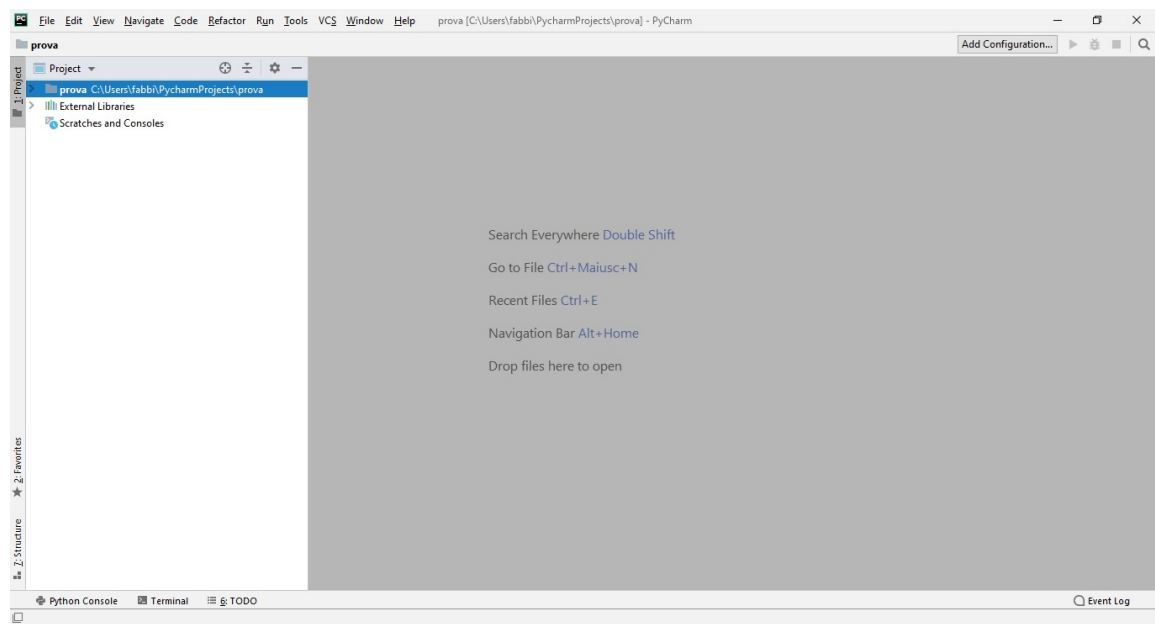 PC File Edit View Navigate Code Refactor Run Tools VCS Window Help prova [C:\Users\fabbi\PycharmProjects\prova] - PyCharm
prova Add Configuration...
1: Project
Project
prova C:\Users\fabbi\PycharmProjects\prova
External Libraries
Scratches and Consoles
Search Everywhere Double Shift
Go to File Ctrl+Maiusc+N
Recent Files Ctrl+E
Navigation Bar Alt+Home
Drop files here to open
2: Favorites
7: Structure
Python Console Terminal 6: TODO Event Log